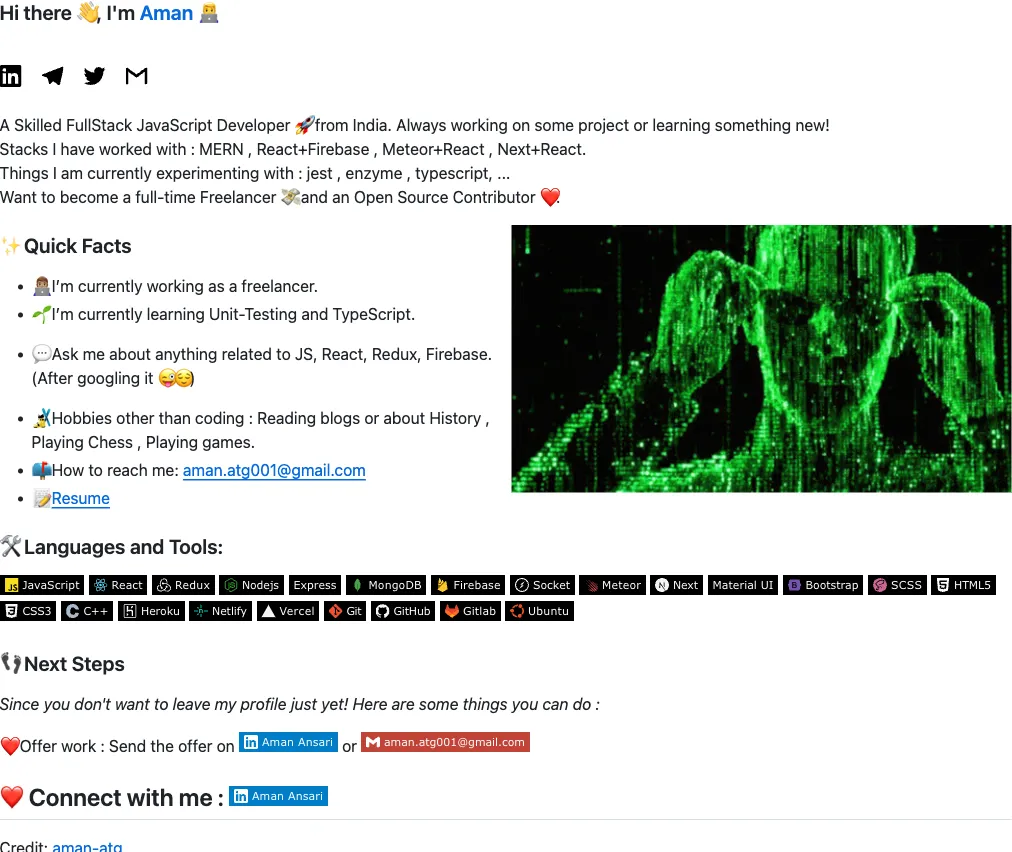 Hi there 👋, I'm Aman 👨‍💻
A Skilled FullStack JavaScript Developer 🚀from India. Always working on some project or learning something new!
Stacks I have worked with : MERN , React+Firebase , Meteor+React , Next+React.
Things I am currently experimenting with : jest , enzyme , typescript, ...
Want to become a full-time Freelancer 💸and an Open Source Contributor ❤️.
✨Quick Facts
👨🏽‍💻I’m currently working as a freelancer.
🌱I’m currently learning Unit-Testing and TypeScript.
💬Ask me about anything related to JS, React, Redux, Firebase.
(After googling it 😜😌)
🤾‍♂️Hobbies other than coding : Reading blogs or about History ,
Playing Chess , Playing games.
📫How to reach me: aman.atg001@gmail.com
📝Resume
🛠️Languages and Tools:
JavaScript React Redux Nodejs Express MongoDB Firebase Socket Meteor Next Material UI Bootstrap SCSS HTML5
CSS3 C++ Heroku Netlify Vercel Git GitHub Gitlab Ubuntu
👣Next Steps
Since you don't want to leave my profile just yet! Here are some things you can do :
❤️Offer work : Send the offer on Aman Ansari or aman.atg001@gmail.com
❤️ Connect with me : Aman Ansari
Credit: aman-atg